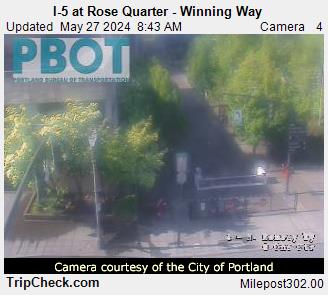 I-5 at Rose Quarter - Winning Way
Updated May 27 2024 8:43 AM Camera 4
PBOT
PORTLAND BUREAU OF TRANSPORTATION
Camera courtesy of the City of Portland
TripCheck.com Milepost302.00